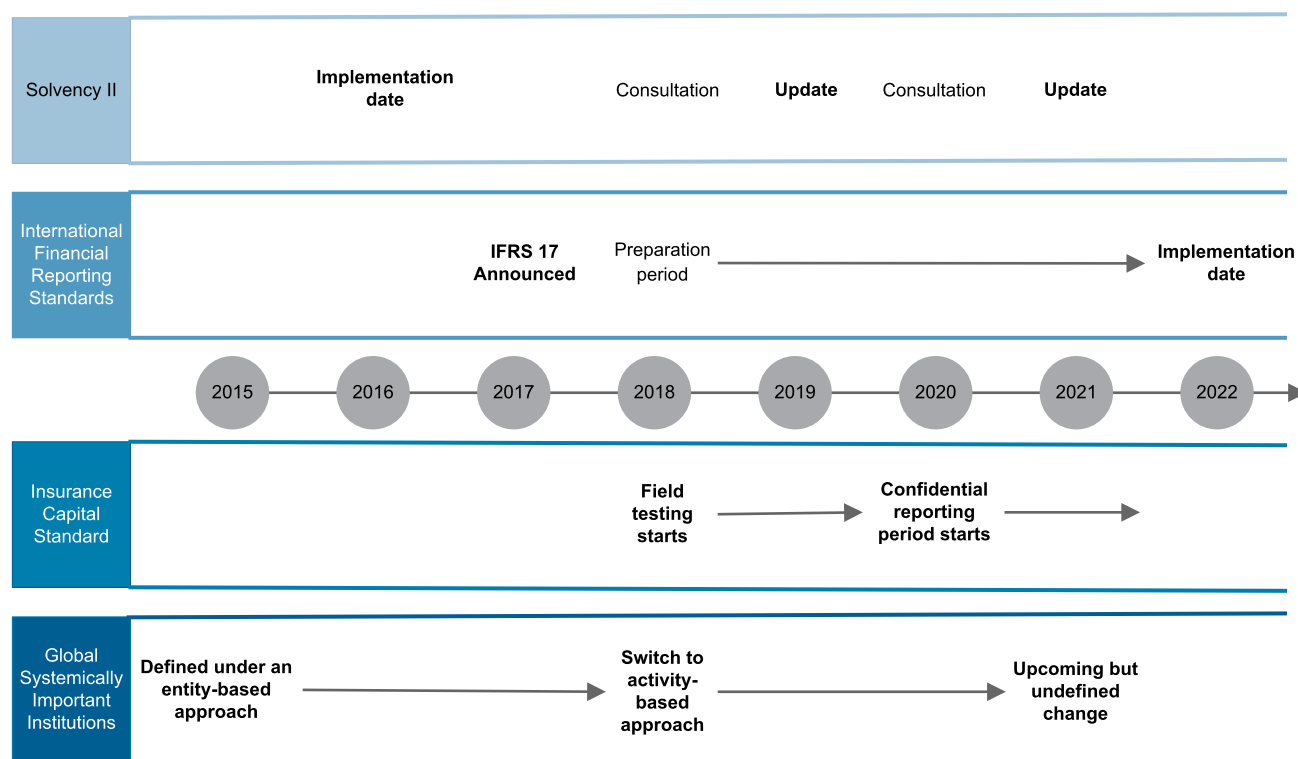 Solvency II
Implementation
date
Consultation
Update
Consultation
Update
International
Financial
Reporting
Standards
IFRS 17
Announced
Preparation
period
Implementation
date
2015
2016
2017
2018
2019
2020
2021
2022
Insurance
Capital
Standard
Field
testing
starts
Confidential
reporting
period starts
Global
Systemically
Important
Institutions
Defined under an
entity-based
approach
Switch to
activity-
based
approach
Upcoming but
undefined
change